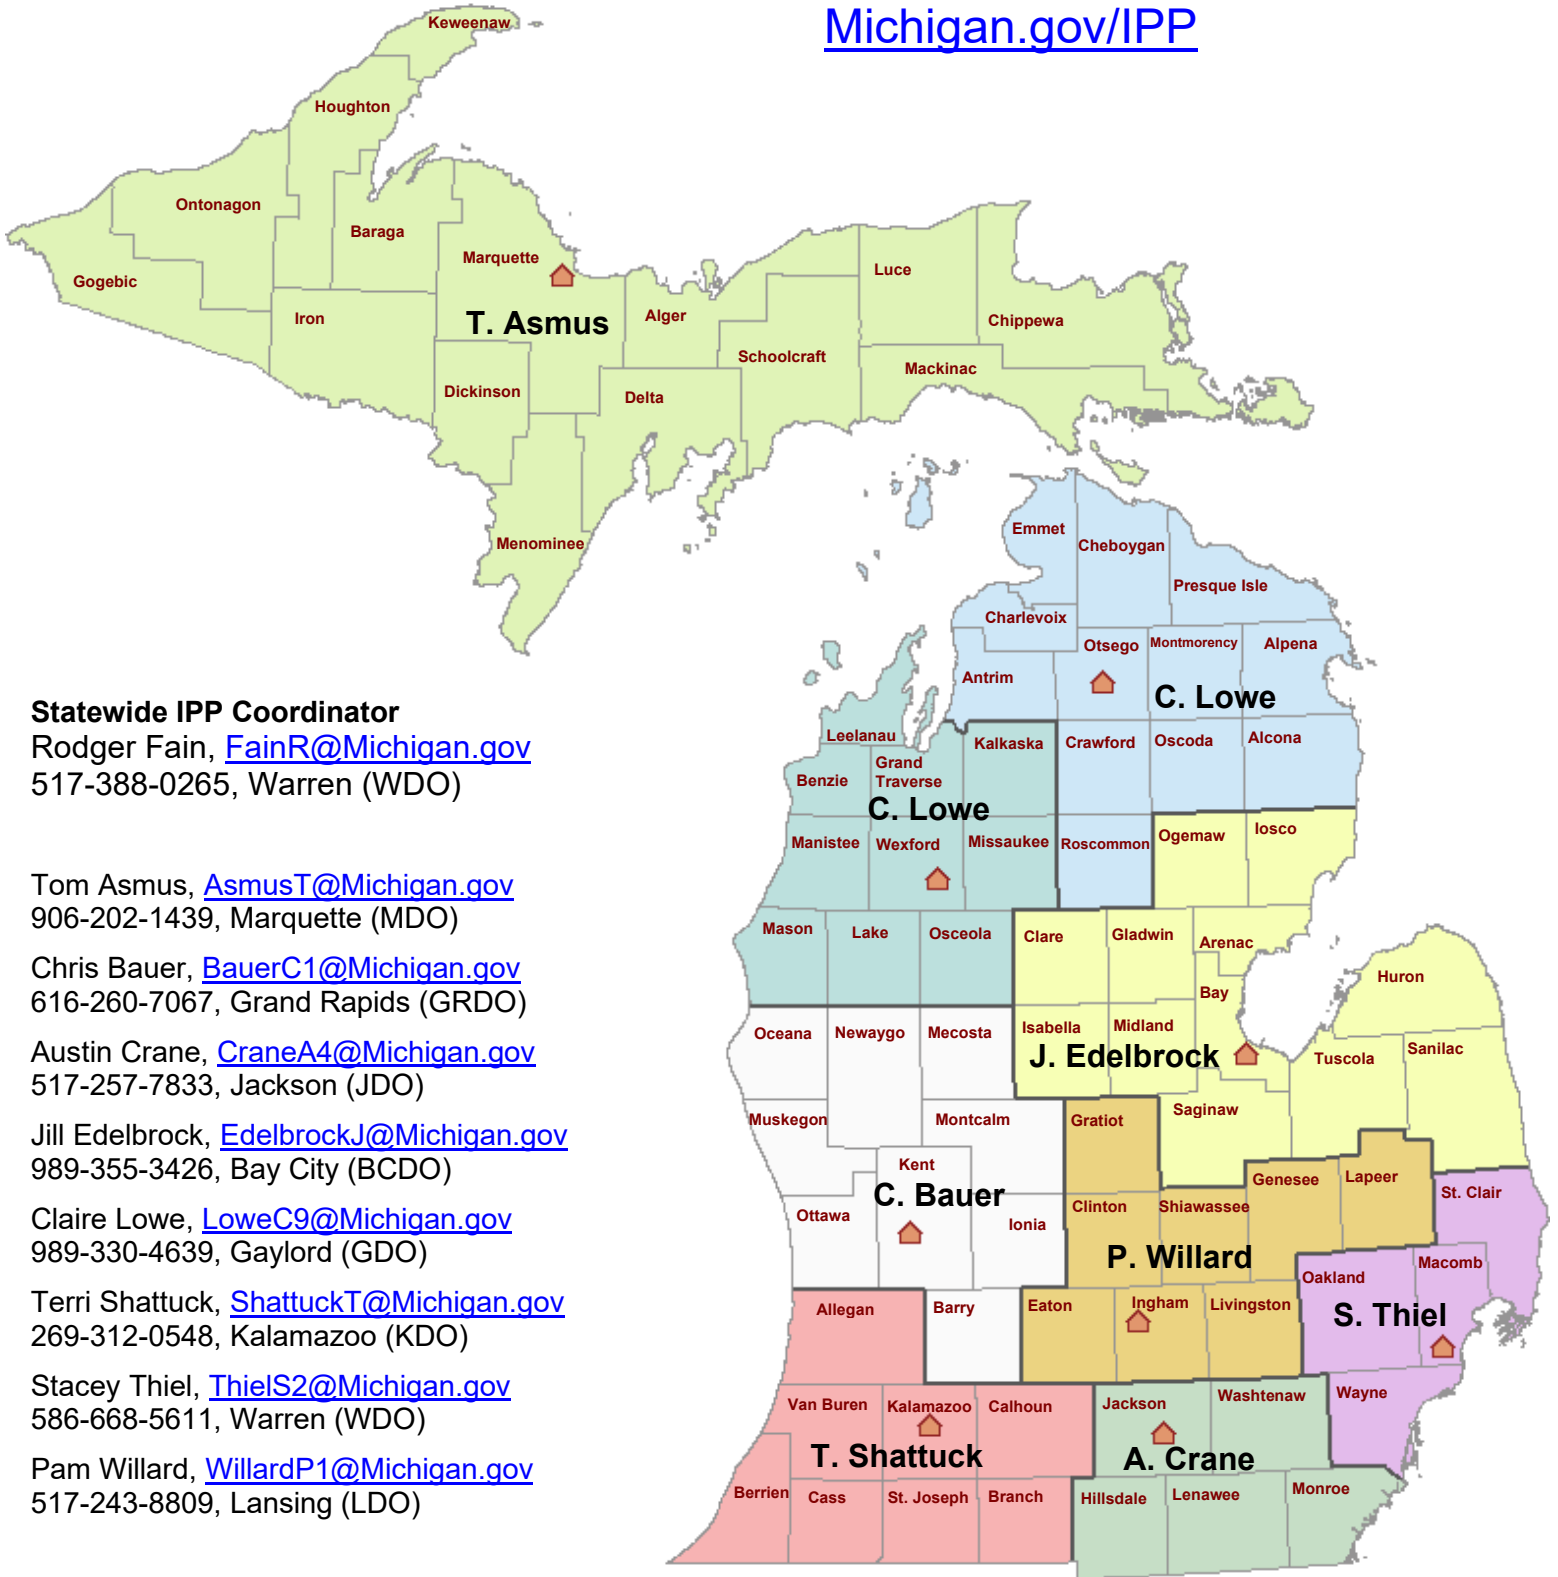 Michigan.gov/IPP
Keweenaw
Houghton
Ontonagon
Baraga
Gogebic
Marquette
Iron
T. Asmus
Alger
Luce
Chippewa
Schoolcraft
Mackinac
Dickinson
Delta
Menominee
Emmet
Cheboygan
Presque Isle
Charlevoix
Otsego
Montmorency
Alpena
Antrim
C. Lowe
Leelanau
Kalkaska
Crawford
Oscoda
Alcona
Benzie
Grand
Traverse
C. Lowe
Manistee
Wexford
Missaukee
Roscommon
Ogemaw
Iosco
Mason
Lake
Osceola
Clare
Gladwin
Arenac
Huron
Bay
Oceana
Newaygo
Mecosta
Isabella
Midland
J. Edelbrock
Tuscola
Sanilac
Muskegon
Montcalm
Gratiot
Saginaw
Kent
C. Bauer
Ottawa
Ionia
Clinton
Shiawassee
Genesee
Lapeer
St. Clair
P. Willard
Oakland
Macomb
Allegan
Barry
Eaton
Ingham
Livingston
S. Thiel
Van Buren
Kalamazoo
Calhoun
Jackson
Washtenaw
Wayne
T. Shattuck
A. Crane
Berrien
Cass
St. Joseph
Branch
Hillsdale
Lenawee
Monroe
Statewide IPP Coordinator
Rodger Fain, FainR@Michigan.gov
517-388-0265, Warren (WDO)
Tom Asmus, AsmusT@Michigan.gov
906-202-1439, Marquette (MDO)
Chris Bauer, BauerC1@Michigan.gov
616-260-7067, Grand Rapids (GRDO)
Austin Crane, CraneA4@Michigan.gov
517-257-7833, Jackson (JDO)
Jill Edelbrock, EdelbrockJ@Michigan.gov
989-355-3426, Bay City (BCDO)
Claire Lowe, LoweC9@Michigan.gov
989-330-4639, Gaylord (GDO)
Terri Shattuck, ShattuckT@Michigan.gov
269-312-0548, Kalamazoo (KDO)
Stacey Thiel, ThielS2@Michigan.gov
586-668-5611, Warren (WDO)
Pam Willard, WillardP1@Michigan.gov
517-243-8809, Lansing (LDO)